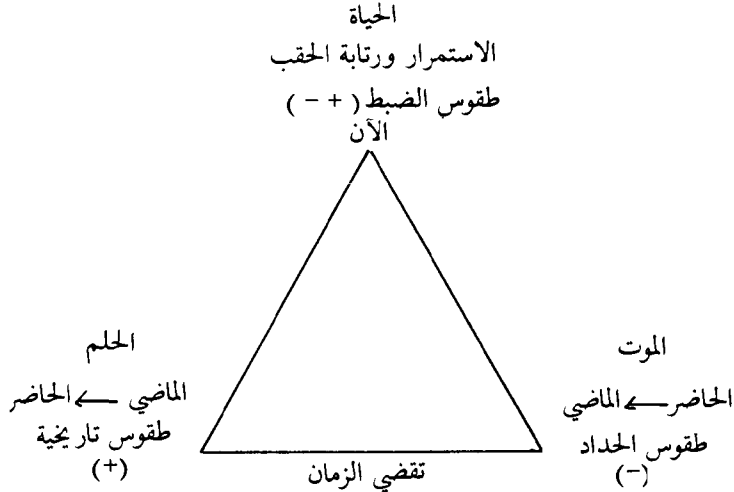 الحياة
الاستمرار ورتابة الحقب
طقوس الضبط (+ -)
الآن
الموت
الحاضر ← الماضي
طقوس الحداد
(-)
الحلم
الماضي ← الحاضر
طقوس تاريخية
(+)
تقضي الزمان